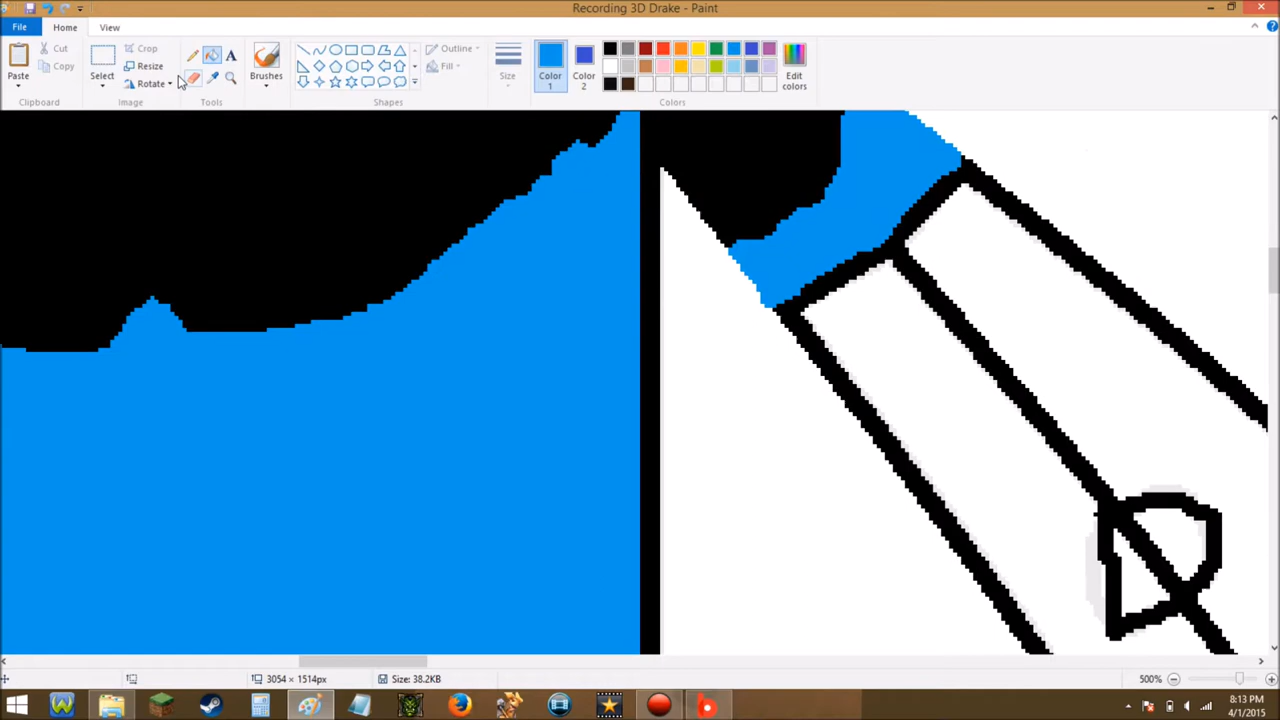 Recording 3D Drake - Paint
File Home View
Paste Cut Copy Clipboard
Select Crop Resize Rotate Image
A Tools
Brushes
Outline Fill Shapes
Size
Color 1 Color 2 Edit colors Colors
3054 × 1514px Size: 38.2KB 500%
8:13 PM
4/1/2015